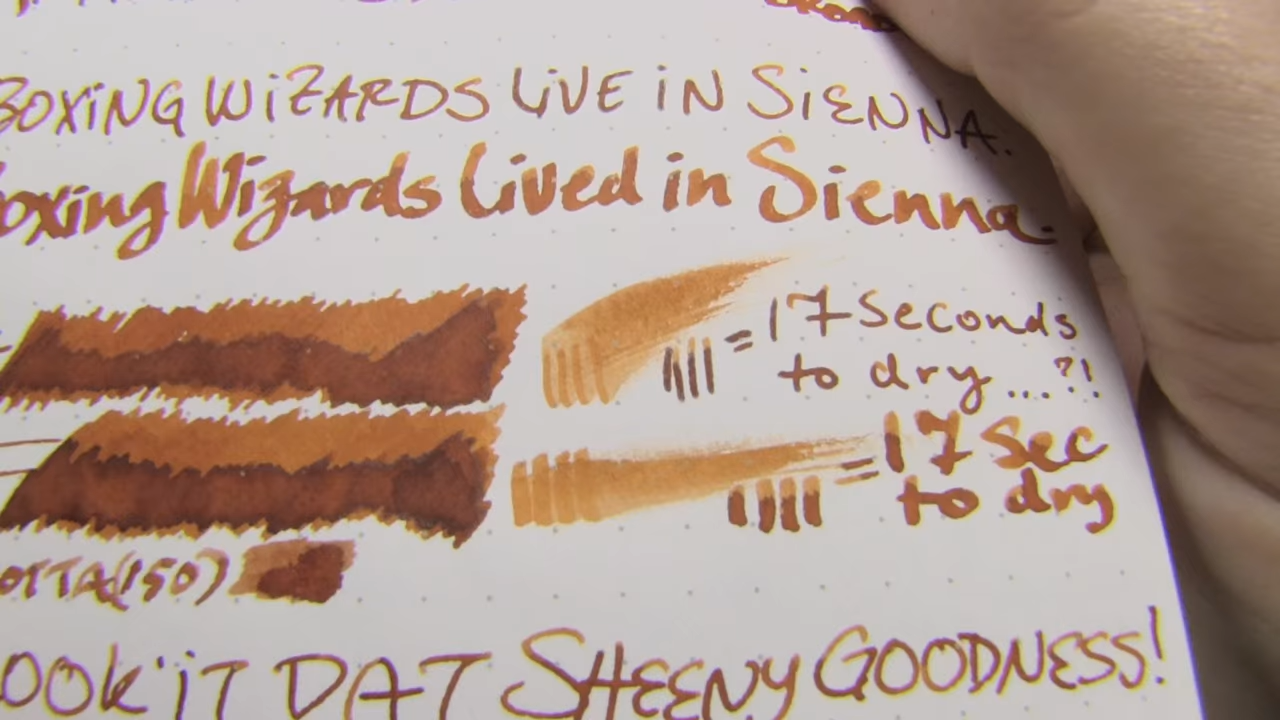 BOXING WIZARDS LIVE IN SIENNA.
Boxing Wizards Lived in Sienna.
= 17 Seconds
to dry ...?!
= 17 Sec
to dry
OTTA(150)
OOK iT DAT SHEENY GOODNESS!